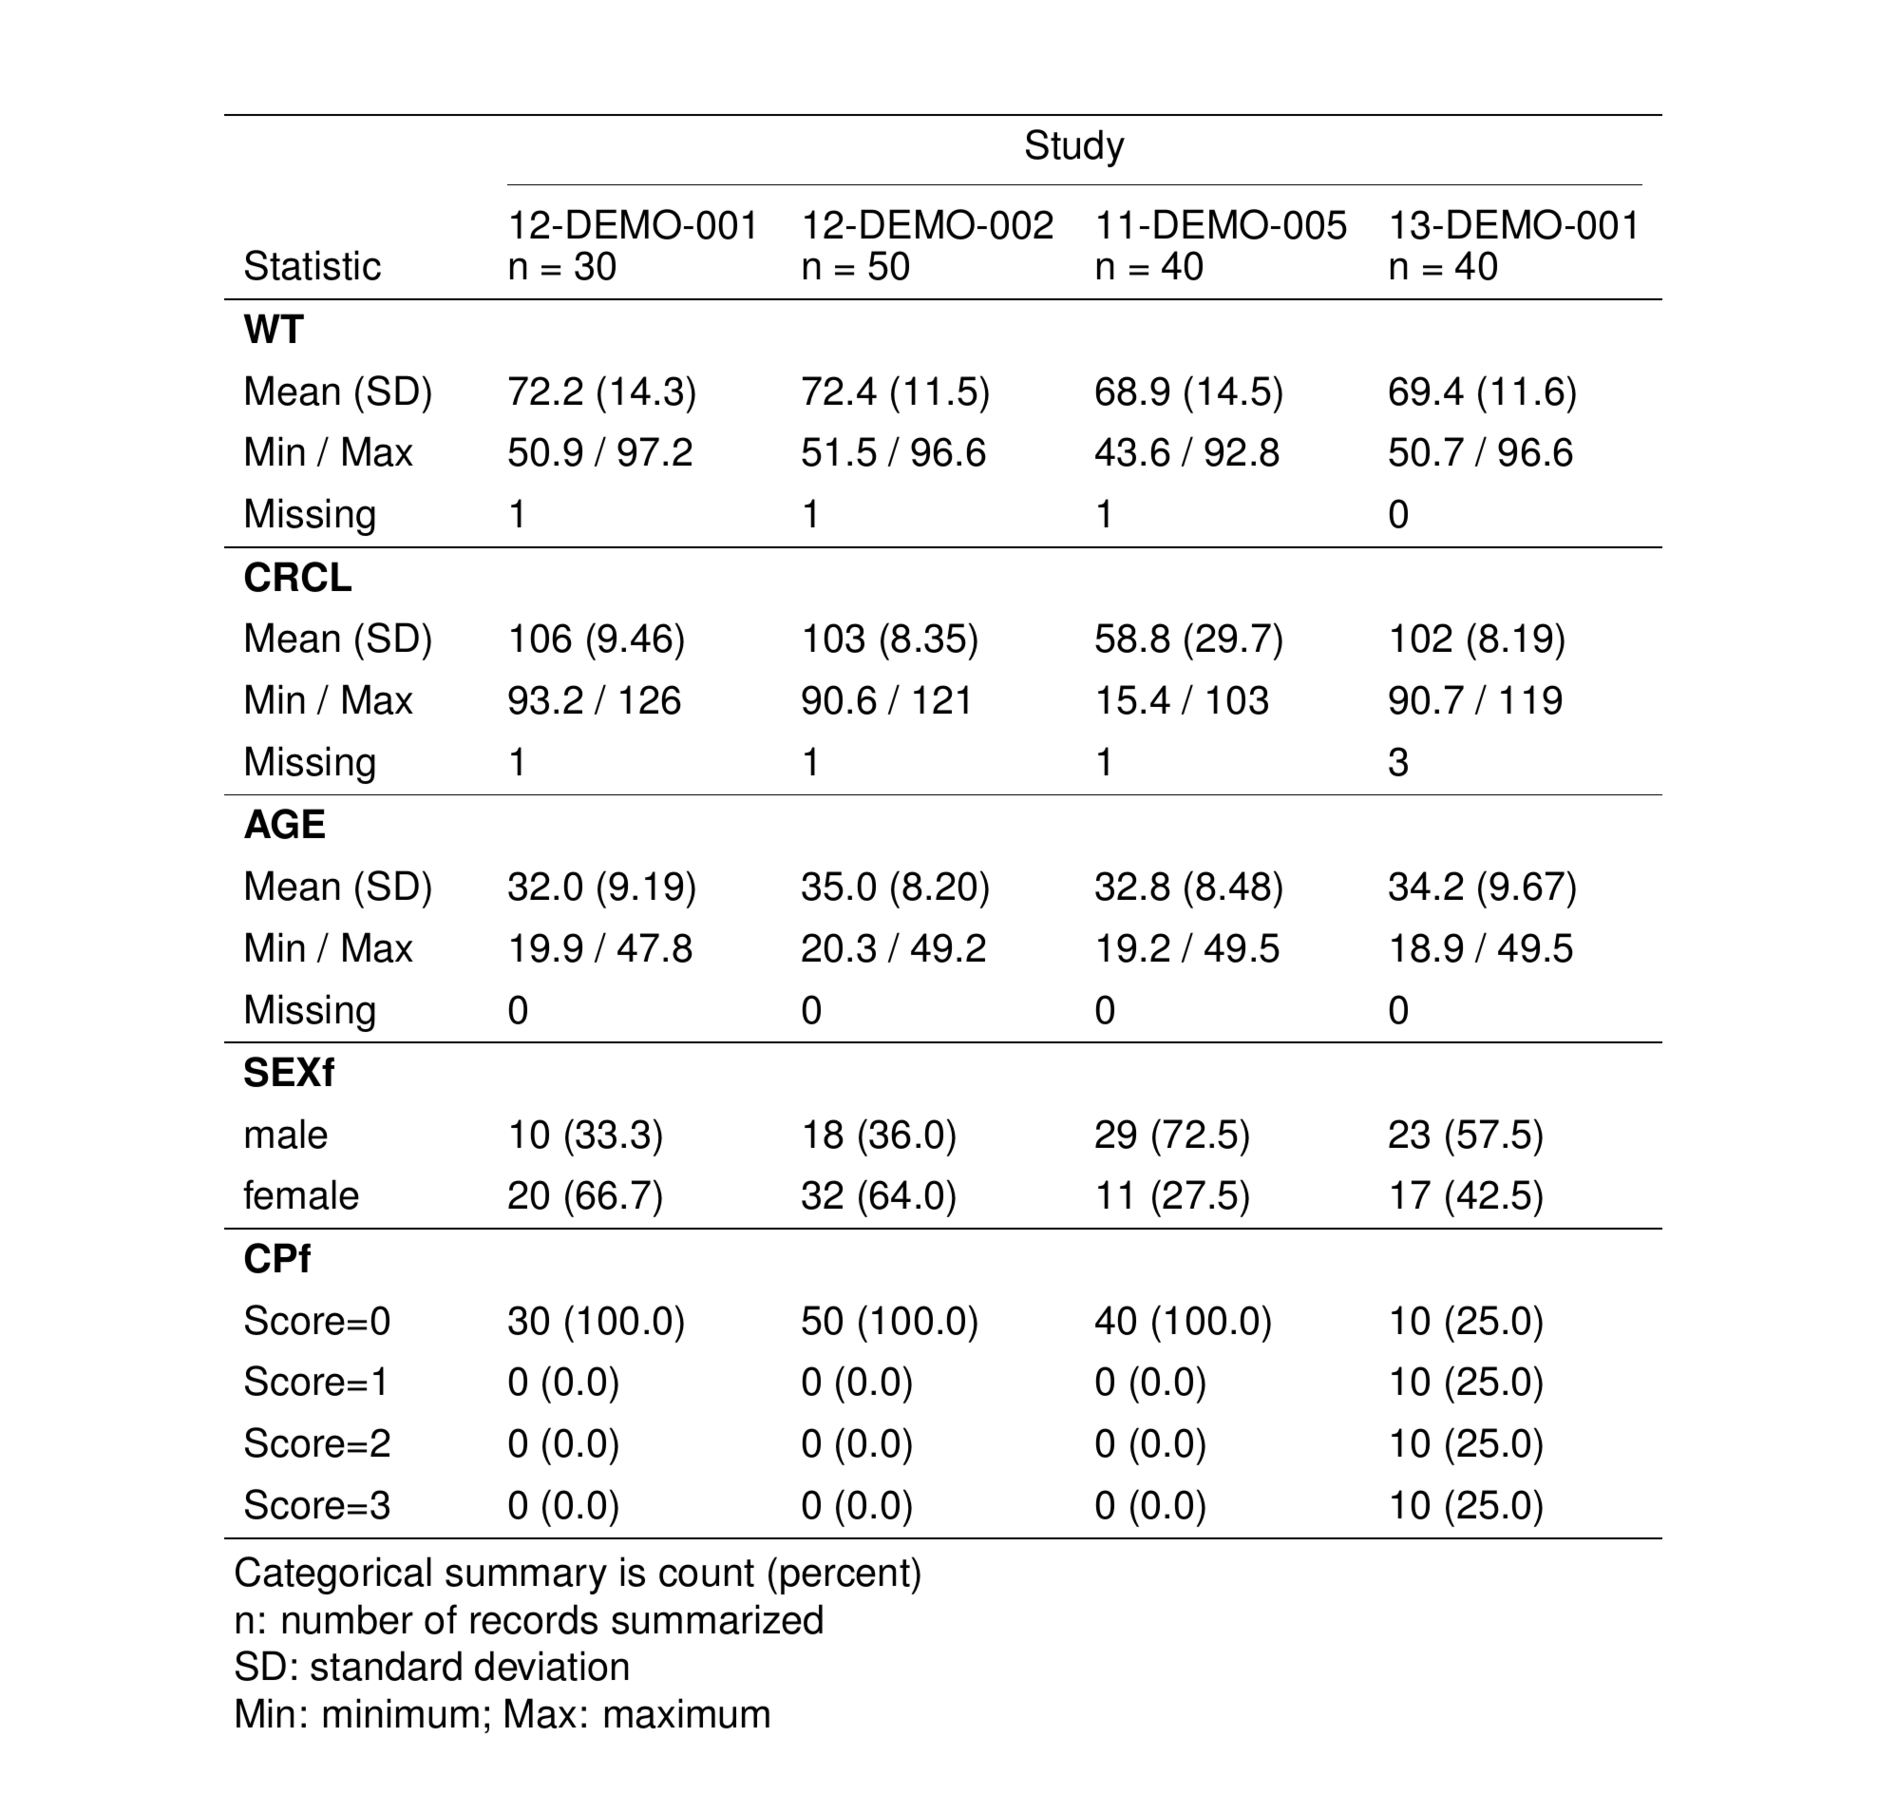 Study
12-DEMO-001 12-DEMO-002 11-DEMO-005 13-DEMO-001
Statistic n = 30 n = 50 n = 40 n = 40
WT
Mean (SD) 72.2 (14.3) 72.4 (11.5) 68.9 (14.5) 69.4 (11.6)
Min / Max 50.9 / 97.2 51.5 / 96.6 43.6 / 92.8 50.7 / 96.6
Missing 1 1 1 0
CRCL
Mean (SD) 106 (9.46) 103 (8.35) 58.8 (29.7) 102 (8.19)
Min / Max 93.2 / 126 90.6 / 121 15.4 / 103 90.7 / 119
Missing 1 1 1 3
AGE
Mean (SD) 32.0 (9.19) 35.0 (8.20) 32.8 (8.48) 34.2 (9.67)
Min / Max 19.9 / 47.8 20.3 / 49.2 19.2 / 49.5 18.9 / 49.5
Missing 0 0 0 0
SEXf
male 10 (33.3) 18 (36.0) 29 (72.5) 23 (57.5)
female 20 (66.7) 32 (64.0) 11 (27.5) 17 (42.5)
CPf
Score=0 30 (100.0) 50 (100.0) 40 (100.0) 10 (25.0)
Score=1 0 (0.0) 0 (0.0) 0 (0.0) 10 (25.0)
Score=2 0 (0.0) 0 (0.0) 0 (0.0) 10 (25.0)
Score=3 0 (0.0) 0 (0.0) 0 (0.0) 10 (25.0)
Categorical summary is count (percent)
n: number of records summarized
SD: standard deviation
Min: minimum; Max: maximum